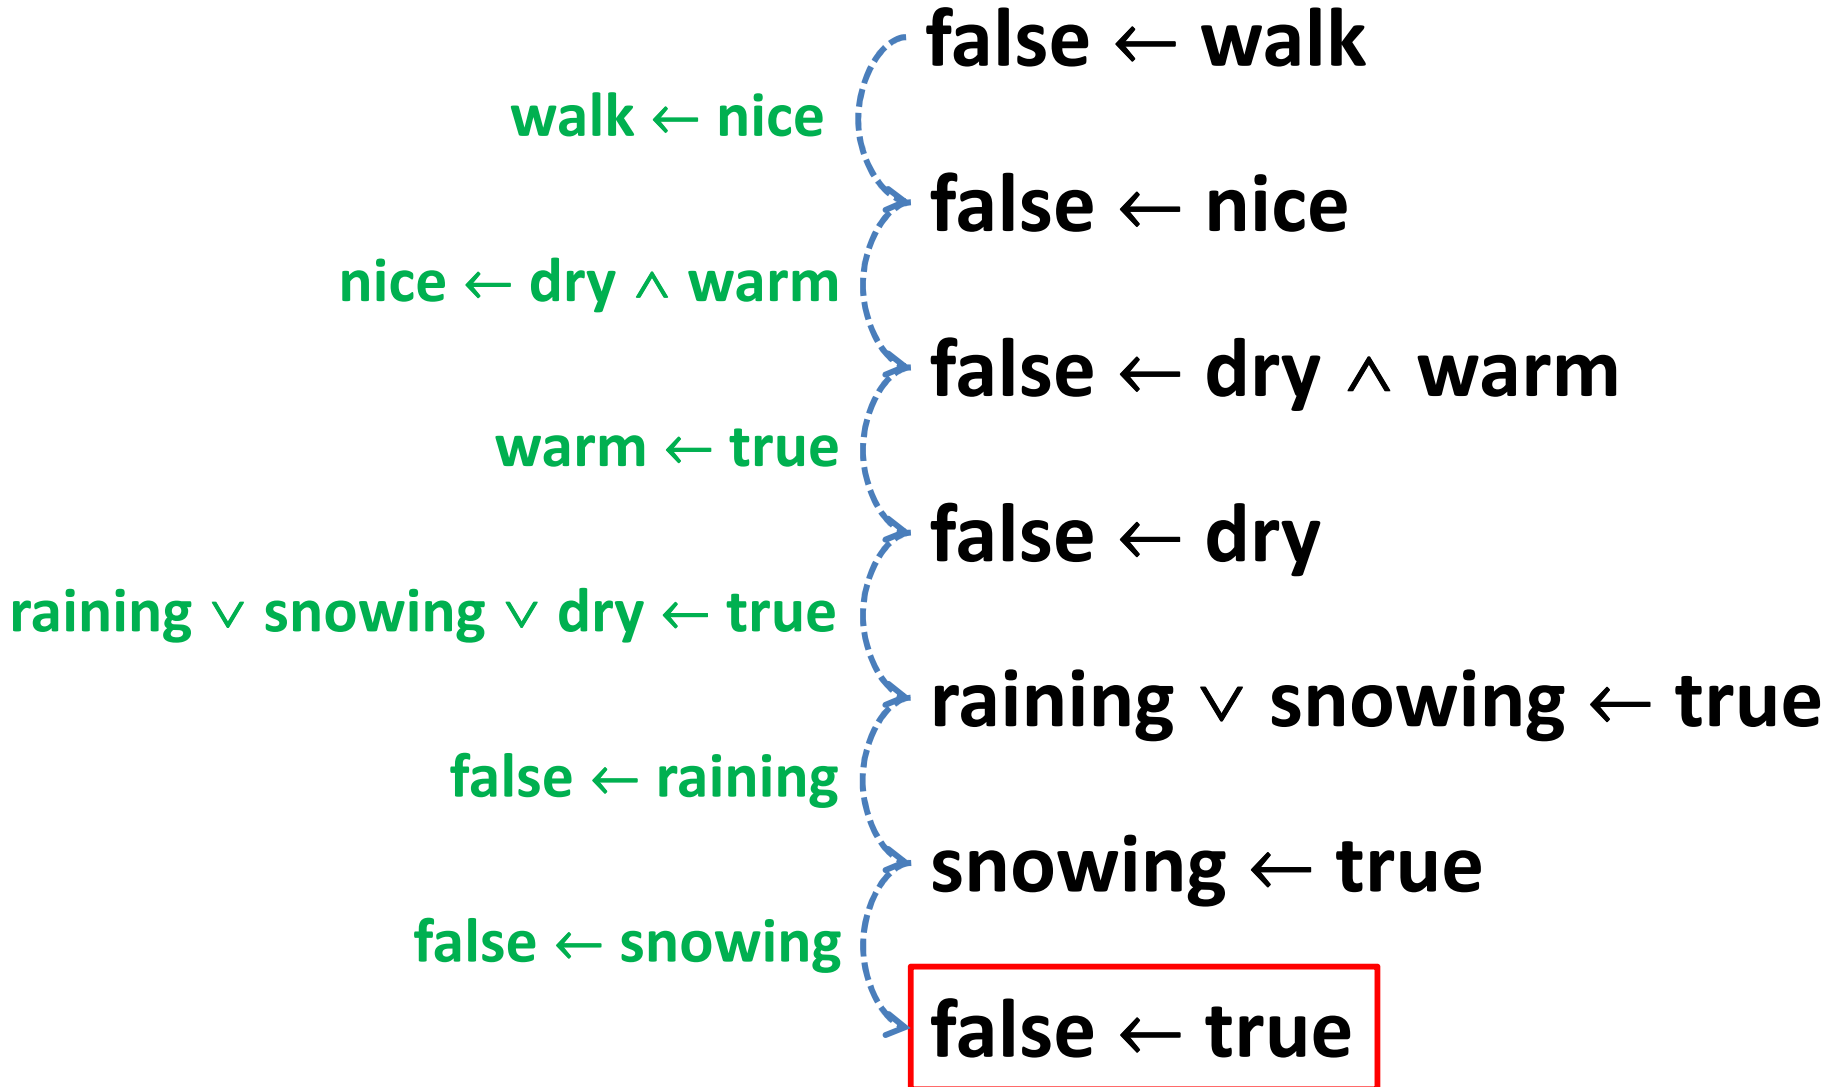 false ← walk
walk ← nice
false ← nice
nice ← dry ∧ warm
false ← dry ∧ warm
warm ← true
false ← dry
raining ∨ snowing ∨ dry ← true
raining ∨ snowing ← true
false ← raining
snowing ← true
false ← snowing
false ← true